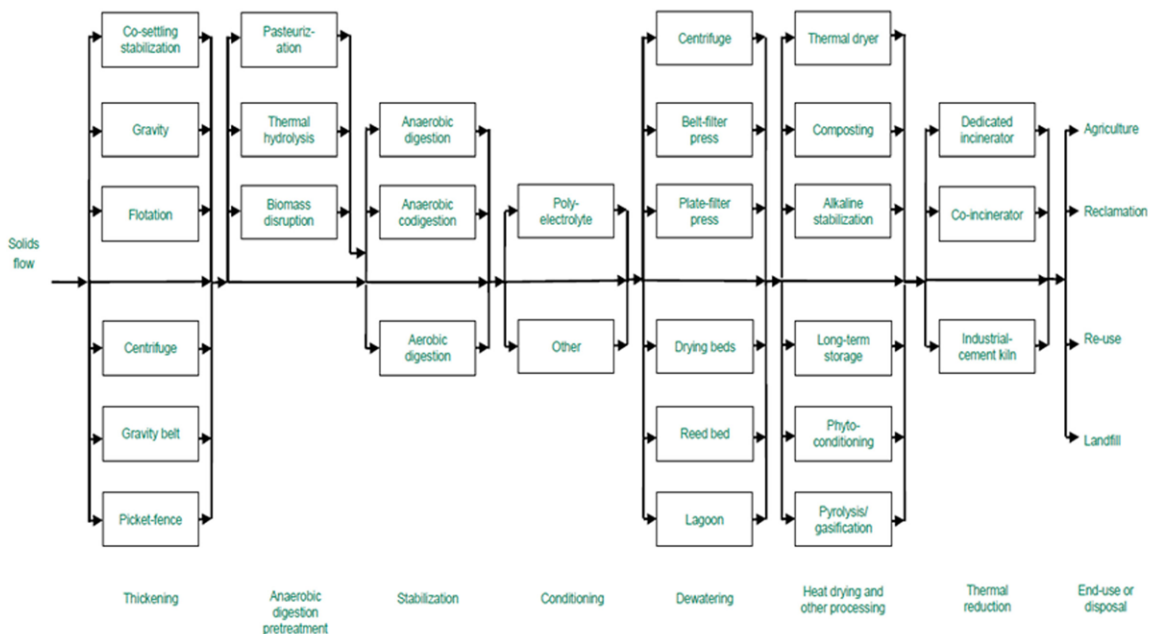 Solids
flow
Co-settling
stabilization
Gravity
Flotation
Centrifuge
Gravity belt
Picket-fence
Thickening
Pasteuriz-
ation
Thermal
hydrolysis
Biomass
disruption
Anaerobic
digestion
pretreatment
Anaerobic
digestion
Anaerobic
codigestion
Aerobic
digestion
Stabilization
Poly-
electrolyte
Other
Conditioning
Centrifuge
Belt-filter
press
Plate-filter
press
Drying beds
Reed bed
Lagoon
Dewatering
Thermal dryer
Composting
Alkaline
stabilization
Long-term
storage
Phyto-
conditioning
Pyrolysis/
gasification
Heat drying and
other processing
Dedicated
incinerator
Co-incinerator
Industrial-
cement kiln
Thermal
reduction
Agriculture
Reclamation
Re-use
Landfill
End-use or
disposal